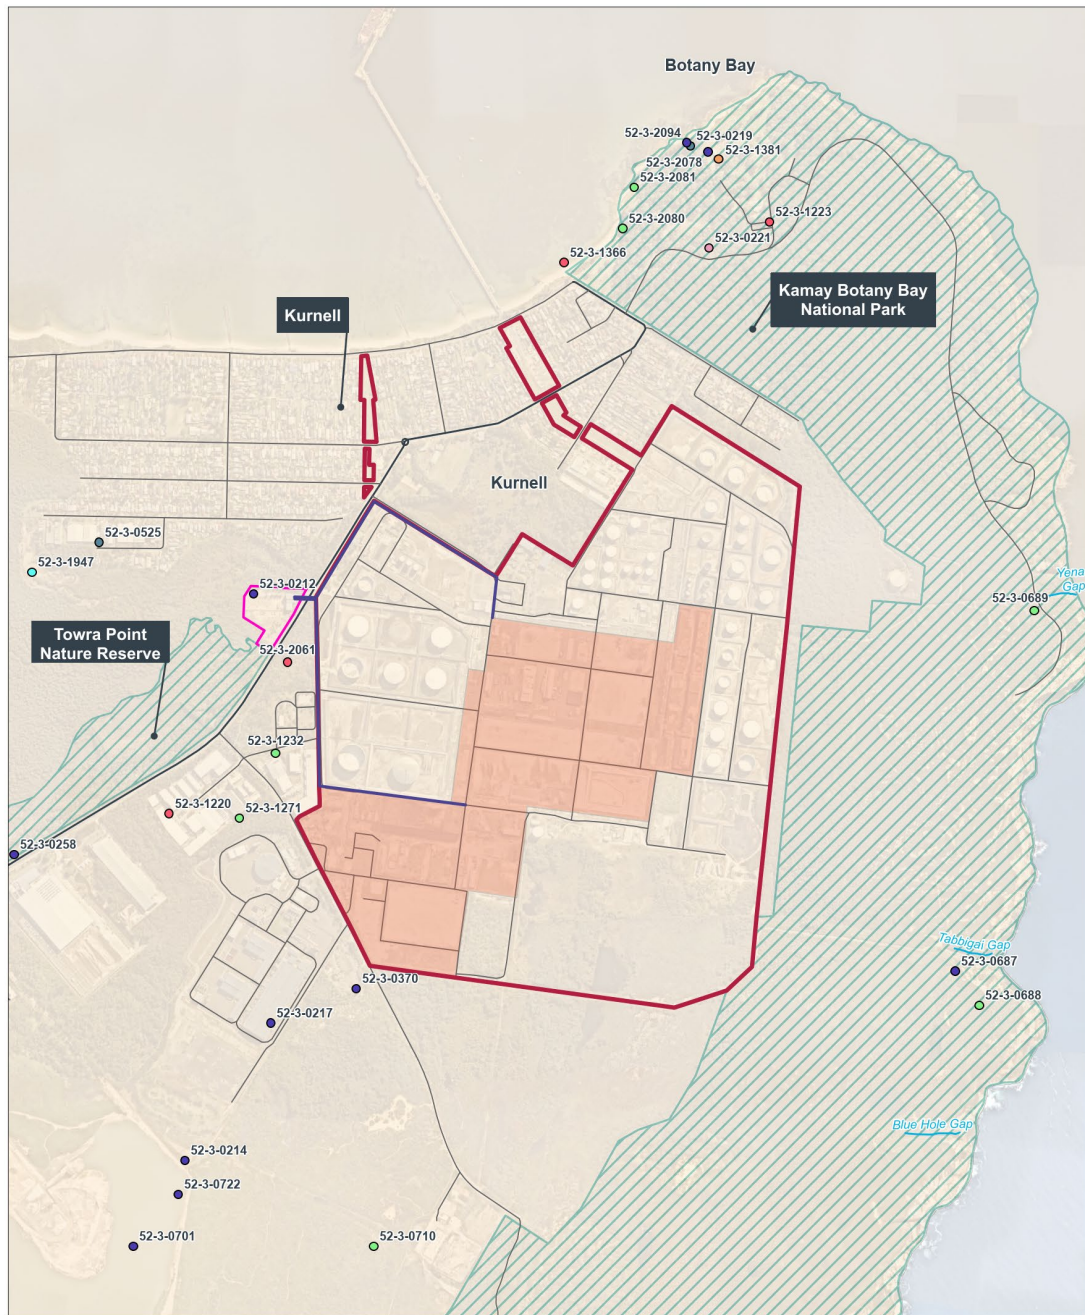 Botany Bay
52-3-2094
52-3-0219
52-3-1381
52-3-2078
52-3-2081
52-3-1223
52-3-2080
52-3-0221
52-3-1366
Kamay Botany Bay
National Park
Kurnell
Kurnell
52-3-0525
52-3-1947
52-3-0212
Yena
Gap
52-3-0689
Towra Point
Nature Reserve
52-3-2061
52-3-1232
52-3-1220
52-3-1271
52-3-0258
Tabbigai Gap
52-3-0687
52-3-0370
52-3-0688
52-3-0217
Blue Hole Gap
52-3-0214
52-3-0722
52-3-0701
52-3-0710